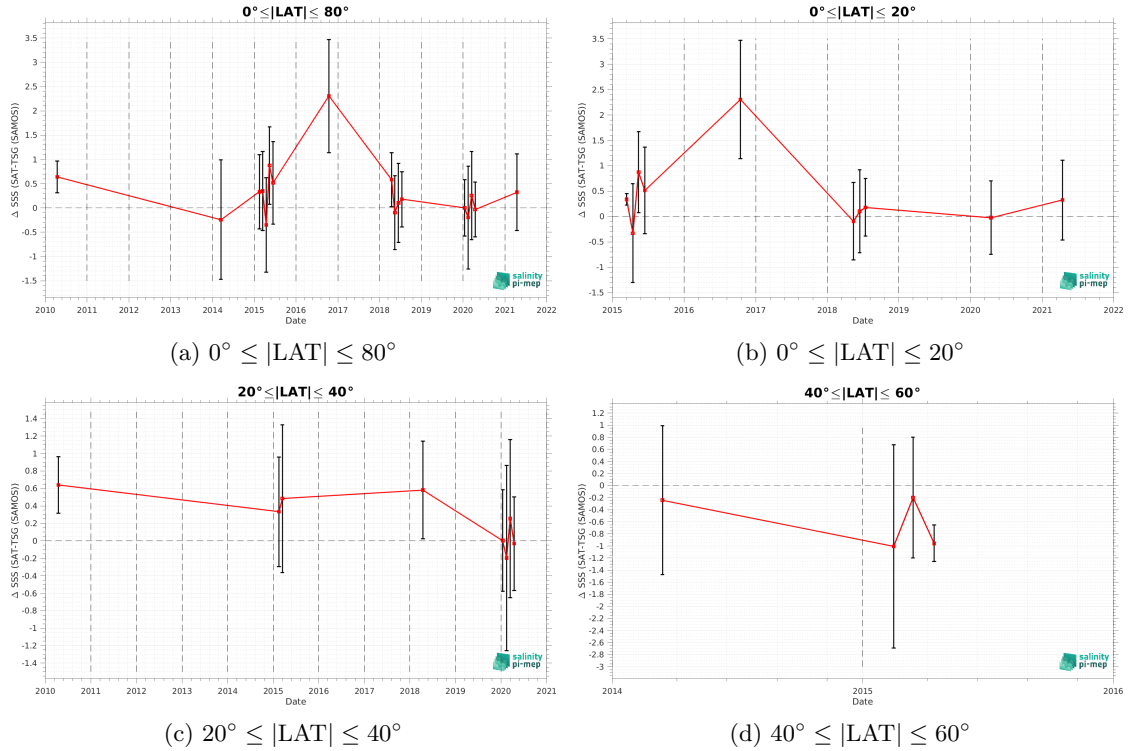 0°≤|LAT|≤ 80°
Δ SSS (SAT-TSG (SAMOS))
3.5
3
2.5
2
1.5
1
0.5
0
-0.5
-1
-1.5
2010 2011 2012 2013 2014 2015 2016 2017 2018 2019 2020 2021 2022
Date
salinity
pi-mep
(a) 0° ≤ |LAT| ≤ 80°
0°≤|LAT|≤ 20°
Δ SSS (SAT-TSG (SAMOS))
3.5
3
2.5
2
1.5
1
0.5
0
-0.5
-1
-1.5
2015 2016 2017 2018 2019 2020 2021 2022
Date
salinity
pi-mep
(b) 0° ≤ |LAT| ≤ 20°
20°≤|LAT|≤ 40°
Δ SSS (SAT-TSG (SAMOS))
1.4
1.2
1
0.8
0.6
0.4
0.2
0
-0.2
-0.4
-0.6
-0.8
-1
-1.2
-1.4
2010 2011 2012 2013 2014 2015 2016 2017 2018 2019 2020 2021
Date
salinity
pi-mep
(c) 20° ≤ |LAT| ≤ 40°
40°≤|LAT|≤ 60°
Δ SSS (SAT-TSG (SAMOS))
1.2
1
0.8
0.6
0.4
0.2
0
-0.2
-0.4
-0.6
-0.8
-1
-1.2
-1.4
-1.6
-1.8
-2
-2.2
-2.4
-2.6
-2.8
-3
2014 2015 2016
Date
salinity
pi-mep
(d) 40° ≤ |LAT| ≤ 60°